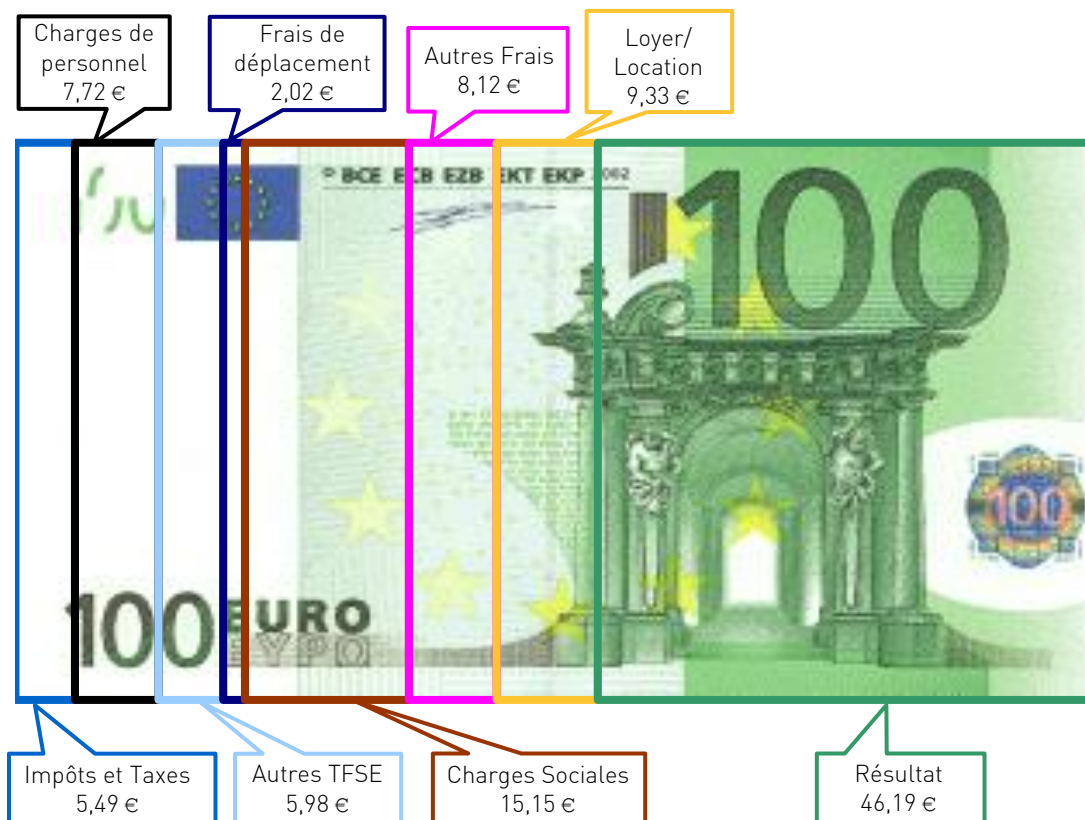 Charges de
personnel
7,72 €
Frais de
déplacement
2,02 €
Autres Frais
8,12 €
Loyer/
Location
9,33 €
BCE ECB EZB EKT EKP 2002
100
100
100 EURO
ΕΥΡΩ
Impôts et Taxes
5,49 €
Autres TFSE
5,98 €
Charges Sociales
15,15 €
Résultat
46,19 €